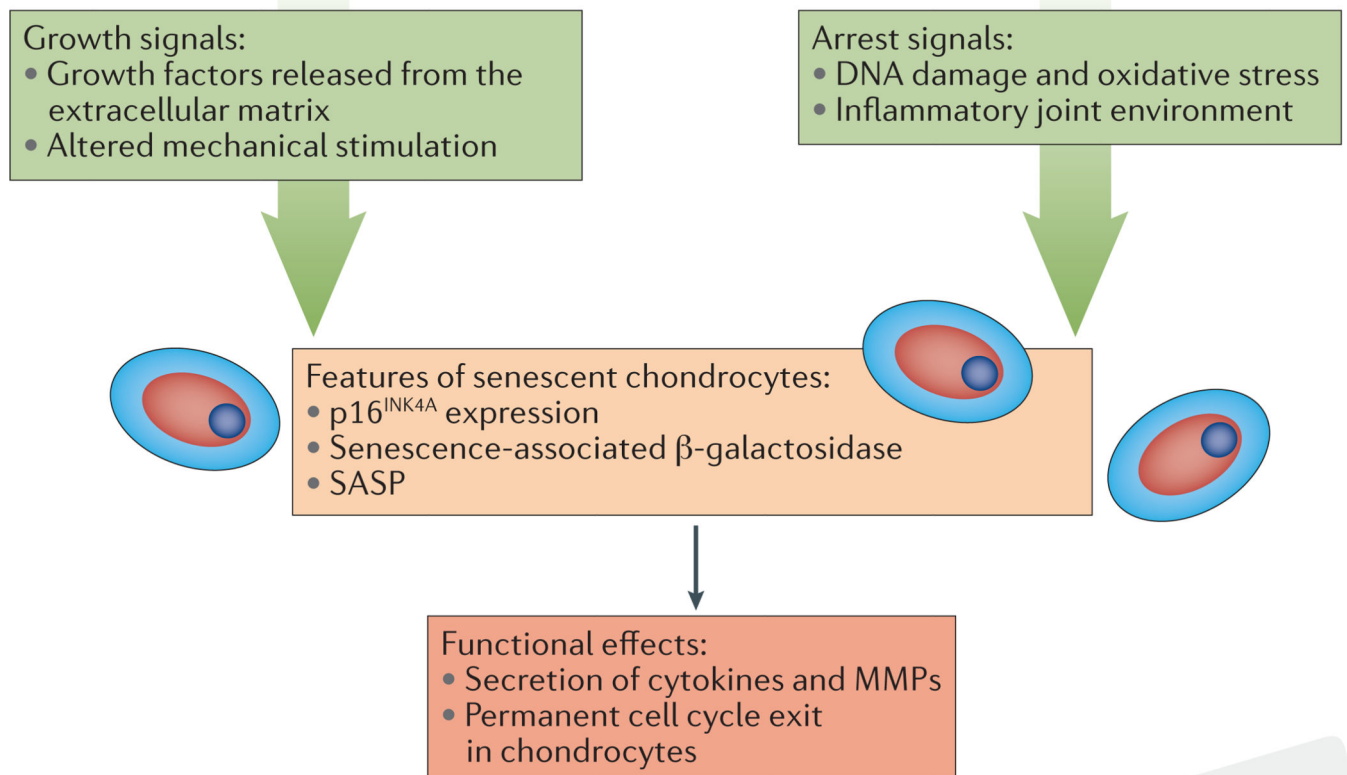 Growth signals:
• Growth factors released from the
extracellular matrix
• Altered mechanical stimulation
Arrest signals:
• DNA damage and oxidative stress
• Inflammatory joint environment
Features of senescent chondrocytes:
• p16^INK4A expression
• Senescence-associated β-galactosidase
• SASP
Functional effects:
• Secretion of cytokines and MMPs
• Permanent cell cycle exit
in chondrocytes